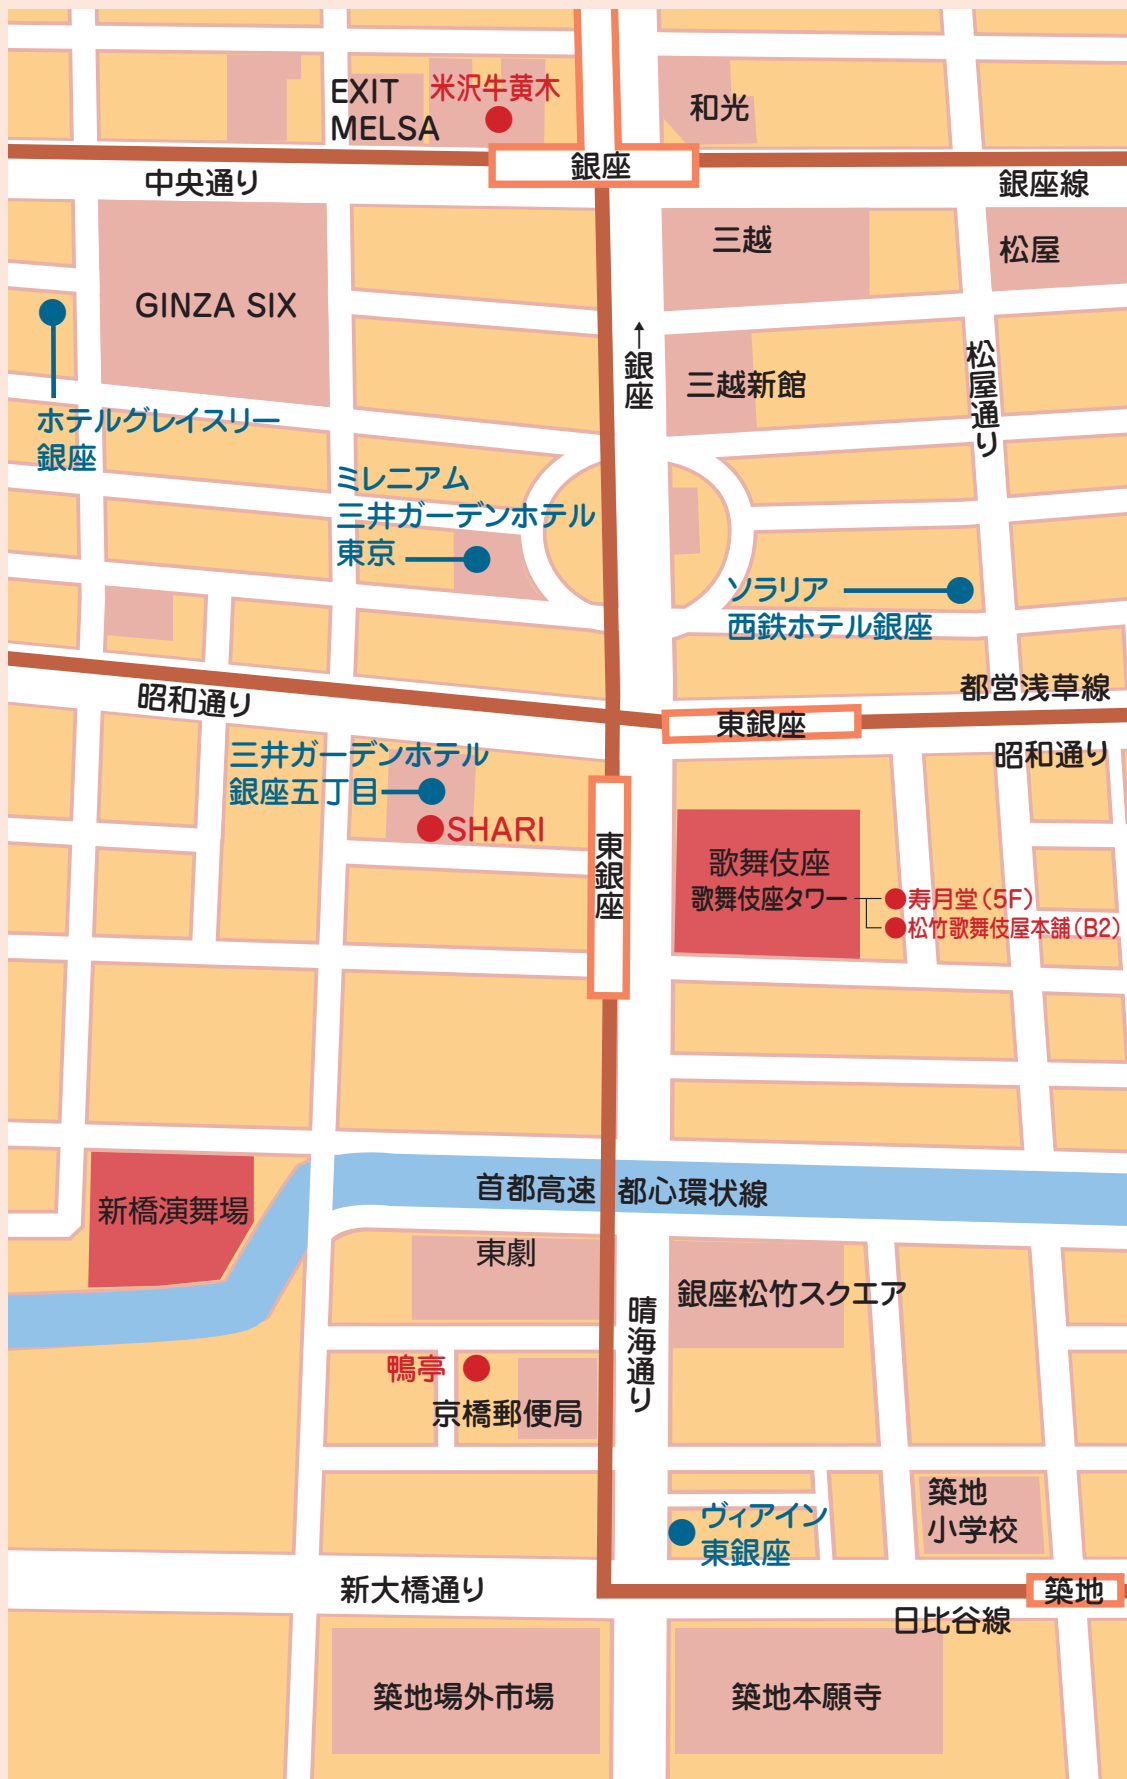 EXIT
MELSA
米沢牛黄木
和光
銀座
中央通り
銀座線
三越
松屋
GINZA SIX
↑銀座
三越新館
松屋通り
ホテルグレイスリー
銀座
ミレニアム
三井ガーデンホテル
東京
ソラリア
西鉄ホテル銀座
都営浅草線
昭和通り
東銀座
昭和通り
三井ガーデンホテル
銀座五丁目
SHARI
東銀座
歌舞伎座
歌舞伎座タワー
寿月堂(5F)
松竹歌舞伎屋本舗(B2)
首都高速 都心環状線
新橋演舞場
東劇
銀座松竹スクエア
晴海通り
鴨亭
京橋郵便局
築地
小学校
ヴィアイン
東銀座
新大橋通り
築地
日比谷線
築地場外市場
築地本願寺